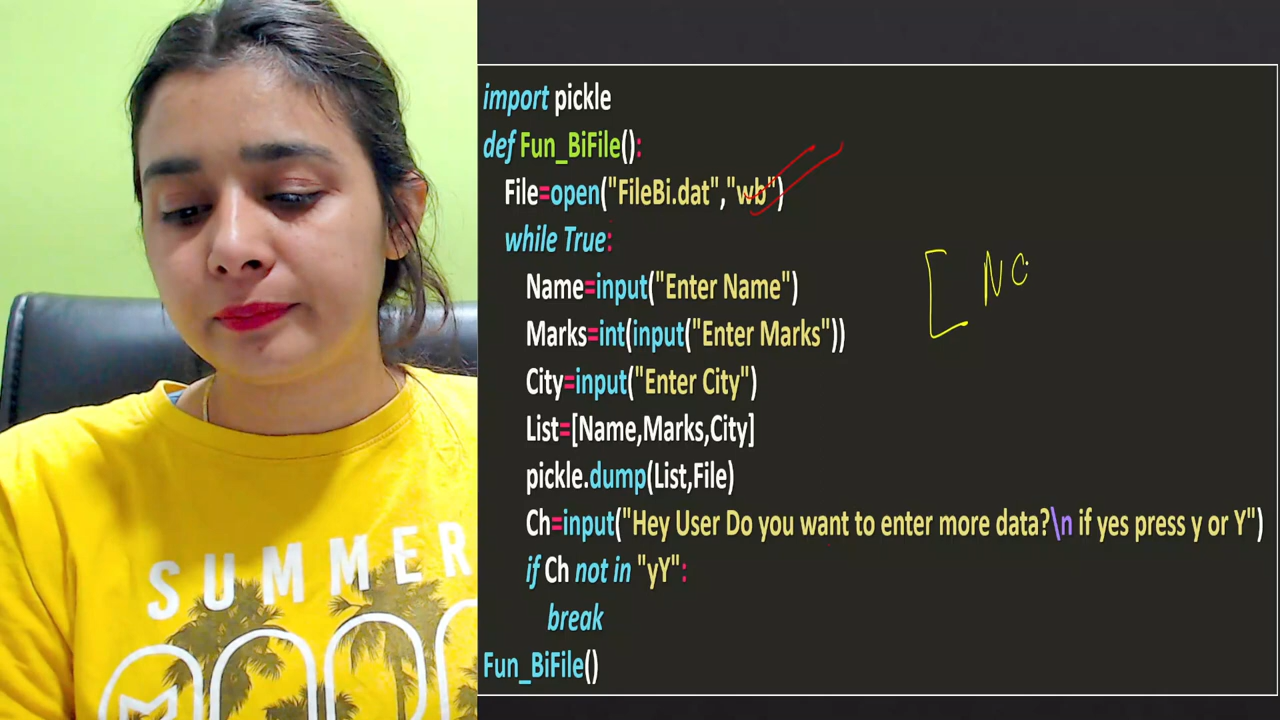 import pickle
def Fun_BiFile():
File=open("FileBi.dat","wb")
while True:
Name=input("Enter Name")
Marks=int(input("Enter Marks"))
City=input("Enter City")
List=[Name,Marks,City]
pickle.dump(List,File)
Ch=input("Hey User Do you want to enter more data?\n if yes press y or Y")
if Ch not in "yY":
break
Fun_BiFile()
[ Na
SUMMER